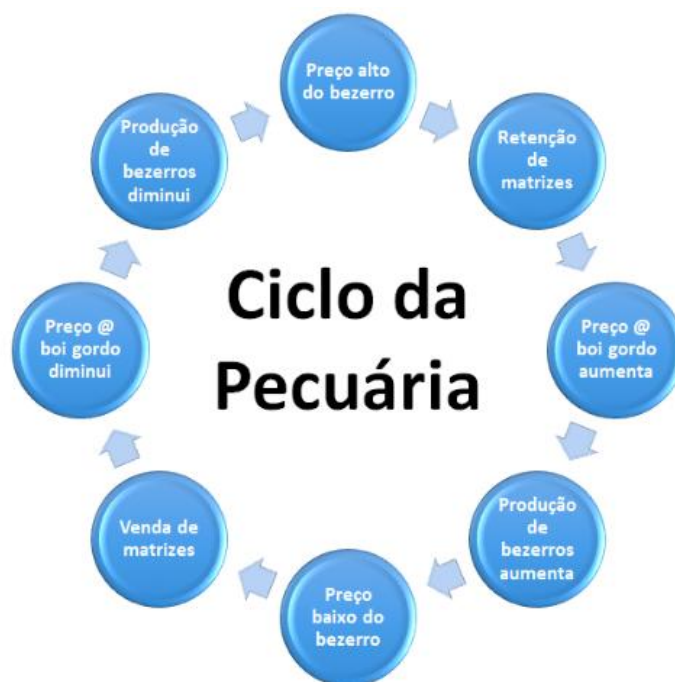 Preço alto
do bezerro
Retenção
de
matrizes
Preço @
boi gordo
aumenta
Produção
de
bezerros
aumenta
Preço
baixo do
bezerro
Venda de
matrizes
Preço @
boi gordo
diminui
Produção
de
bezerros
diminui
Ciclo da
Pecuária